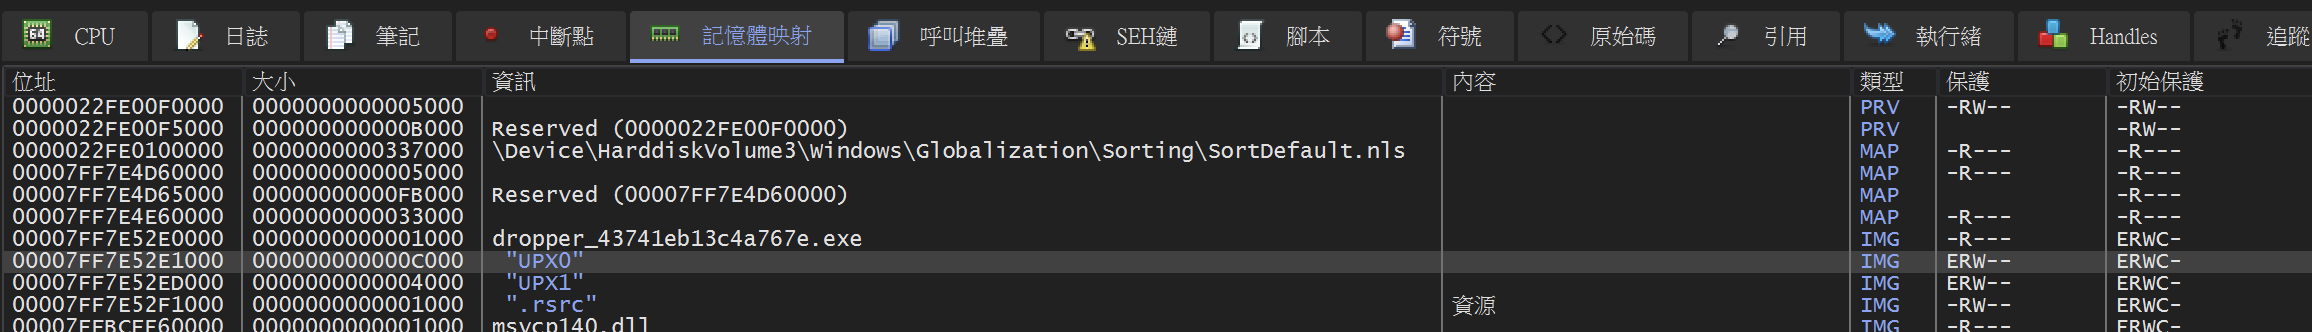 CPU 日誌 筆記 中斷點 記憶體映射 呼叫堆疊 SEH鏈 腳本 符號 原始碼 引用 執行緒 Handles 追蹤
位址 大小 資訊 內容 類型 保護 初始保護
0000022FE00F0000 0000000000005000 PRV -RW-- -RW--
0000022FE00F5000 000000000000B000 Reserved (0000022FE00F0000) PRV -RW--
0000022FE0100000 0000000000337000 \Device\HarddiskVolume3\Windows\Globalization\Sorting\SortDefault.nls MAP -R--- -R---
00007FF7E4D60000 0000000000005000 MAP -R--- -R---
00007FF7E4D65000 00000000000FB000 Reserved (00007FF7E4D60000) MAP -R---
00007FF7E4E60000 0000000000033000 MAP -R--- -R---
00007FF7E52E0000 0000000000001000 dropper_43741eb13c4a767e.exe IMG -R--- ERWC-
00007FF7E52E1000 000000000000C000 "UPX0" IMG ERW-- ERWC-
00007FF7E52ED000 0000000000004000 "UPX1" IMG ERW-- ERWC-
00007FF7E52F1000 0000000000001000 ".rsrc" 資源 IMG -RW-- ERWC-
0000000000001000 msvcp140.dll IMG -R--- ERWC-